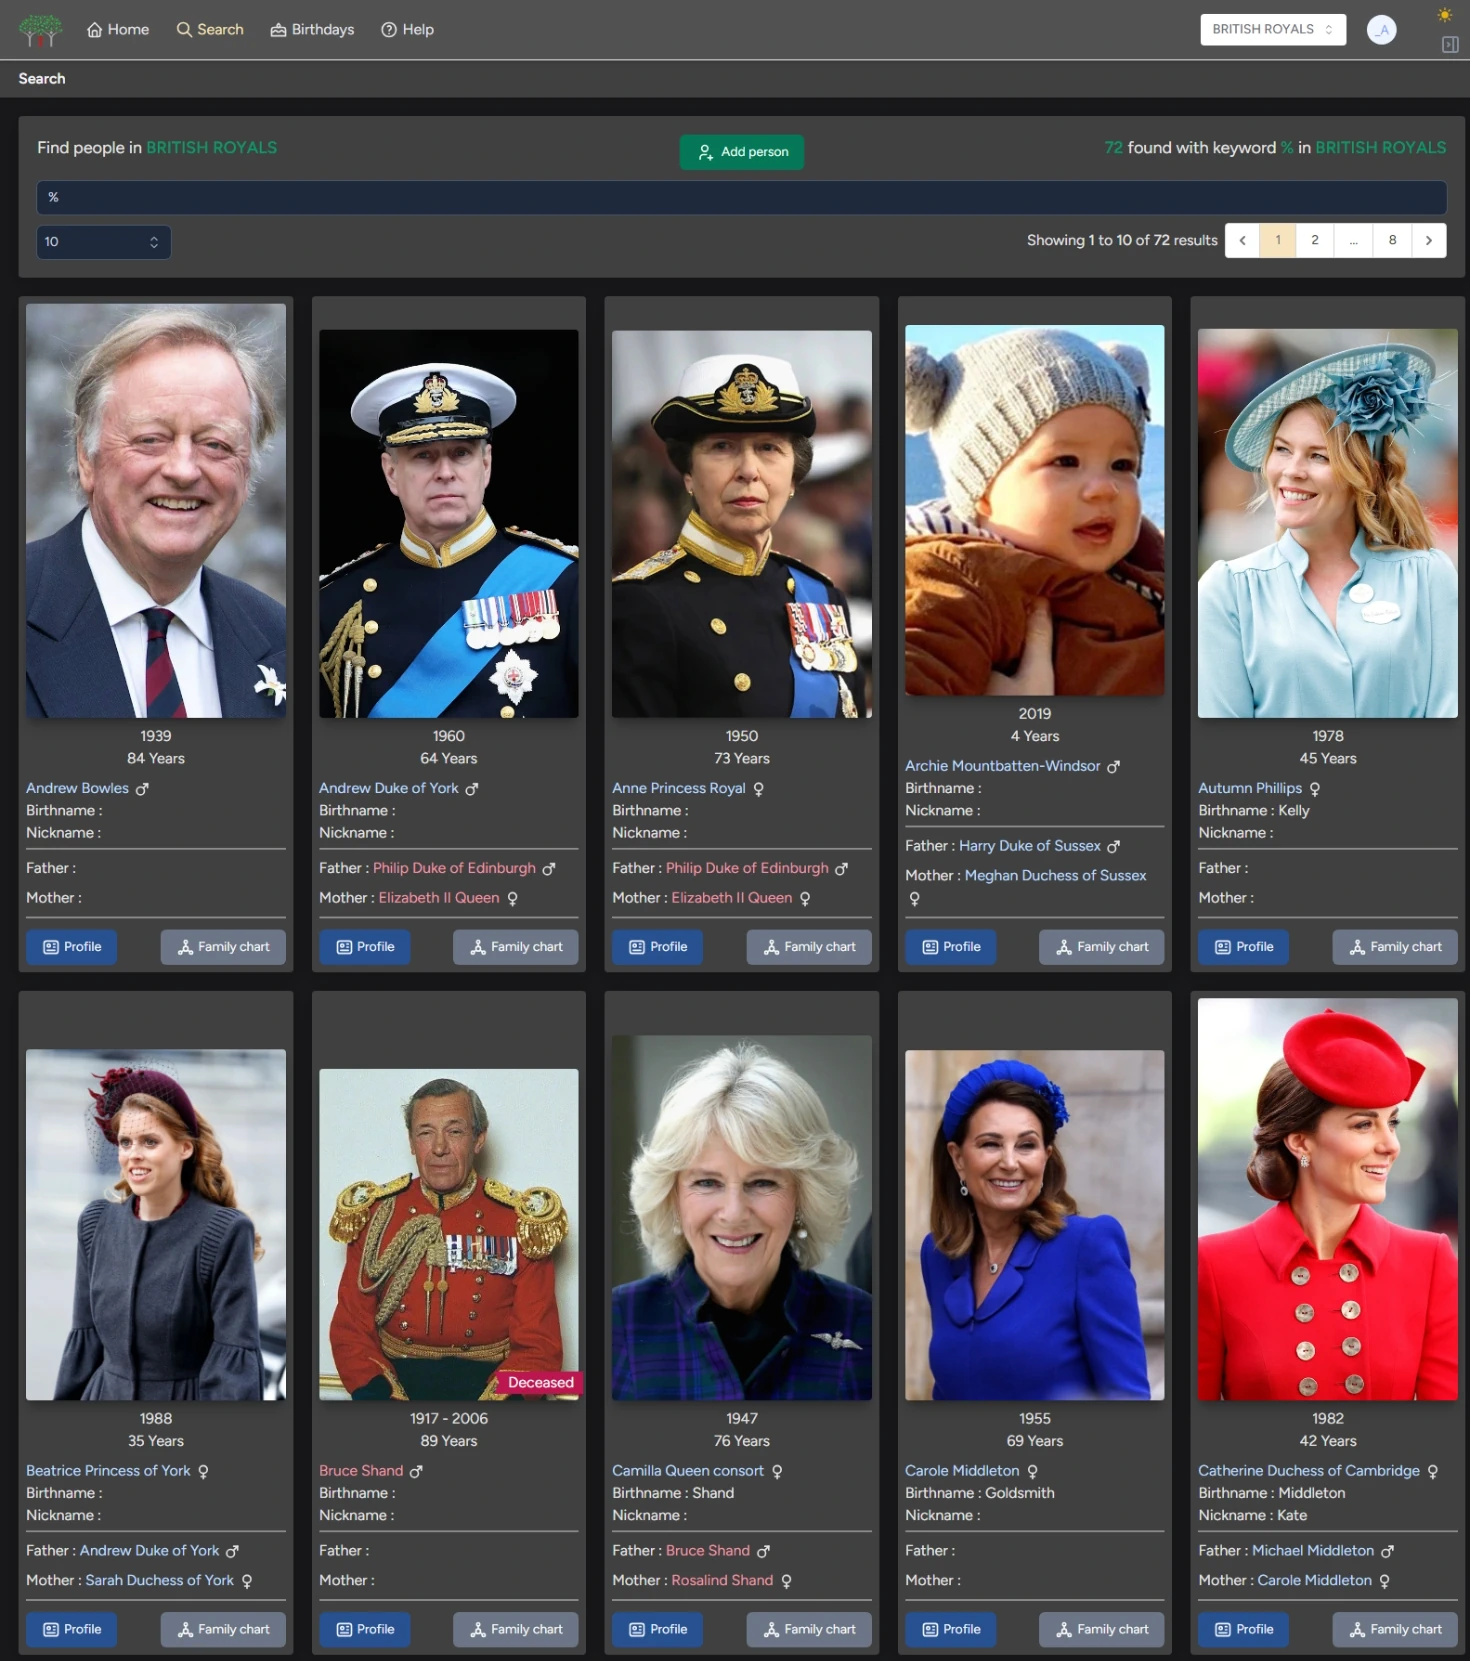 Home Search Birthdays Help BRITISH ROYALS _A
Search
Find people in BRITISH ROYALS
Add person
72 found with keyword % in BRITISH ROYALS
%
10
Showing 1 to 10 of 72 results 1 2 ... 8
1939
84 Years
Andrew Bowles
Birthname :
Nickname :
Father :
Mother :
Profile Family chart
1960
64 Years
Andrew Duke of York
Birthname :
Nickname :
Father : Philip Duke of Edinburgh
Mother : Elizabeth II Queen
Profile Family chart
1950
73 Years
Anne Princess Royal
Birthname :
Nickname :
Father : Philip Duke of Edinburgh
Mother : Elizabeth II Queen
Profile Family chart
2019
4 Years
Archie Mountbatten-Windsor
Birthname :
Nickname :
Father : Harry Duke of Sussex
Mother : Meghan Duchess of Sussex
Profile Family chart
1978
45 Years
Autumn Phillips
Birthname : Kelly
Nickname :
Father :
Mother :
Profile Family chart
1988
35 Years
Beatrice Princess of York
Birthname :
Nickname :
Father : Andrew Duke of York
Mother : Sarah Duchess of York
Profile Family chart
Deceased
1917 - 2006
89 Years
Bruce Shand
Birthname :
Nickname :
Father :
Mother :
Profile Family chart
1947
76 Years
Camilla Queen consort
Birthname : Shand
Nickname :
Father : Bruce Shand
Mother : Rosalind Shand
Profile Family chart
1955
69 Years
Carole Middleton
Birthname : Goldsmith
Nickname :
Father :
Mother :
Profile Family chart
1982
42 Years
Catherine Duchess of Cambridge
Birthname : Middleton
Nickname : Kate
Father : Michael Middleton
Mother : Carole Middleton
Profile Family chart